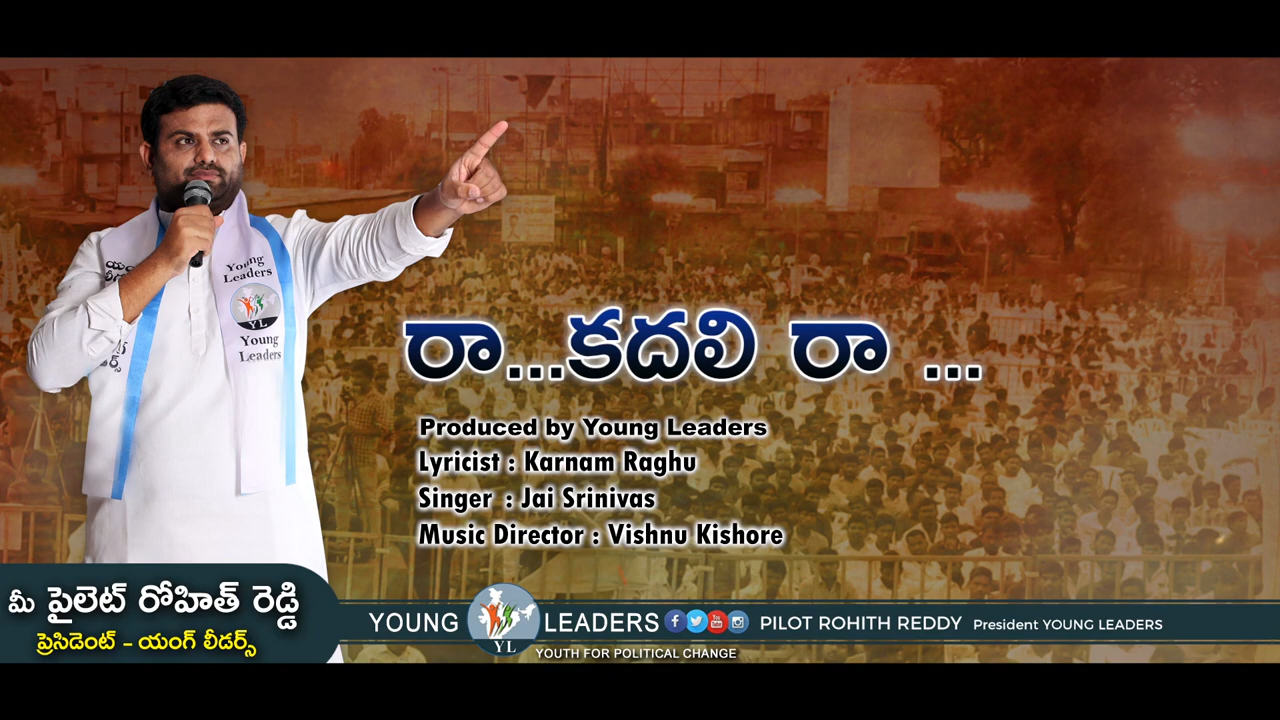 Young
Leaders
YL
Young
Leaders
రా...కదలి రా ...
Produced by Young Leaders
Lyricist : Karnam Raghu
Singer : Jai Srinivas
Music Director : Vishnu Kishore
మీ పైలెట్ రోహిత్ రెడ్డి
ప్రెసిడెంట్ - యంగ్ లీడర్స్
YOUNG LEADERS PILOT ROHITH REDDY President YOUNG LEADERS
YL
YOUTH FOR POLITICAL CHANGE